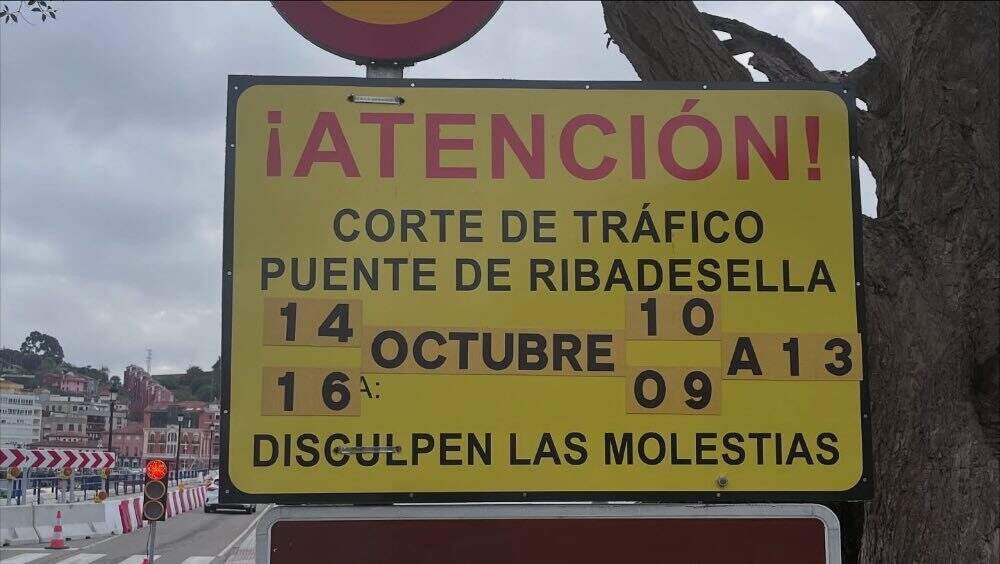 ¡ATENCIÓN!
CORTE DE TRÁFICO
PUENTE DE RIBADESELLA
14 10
OCTUBRE A 13
16 A: 09
DISCULPEN LAS MOLESTIAS